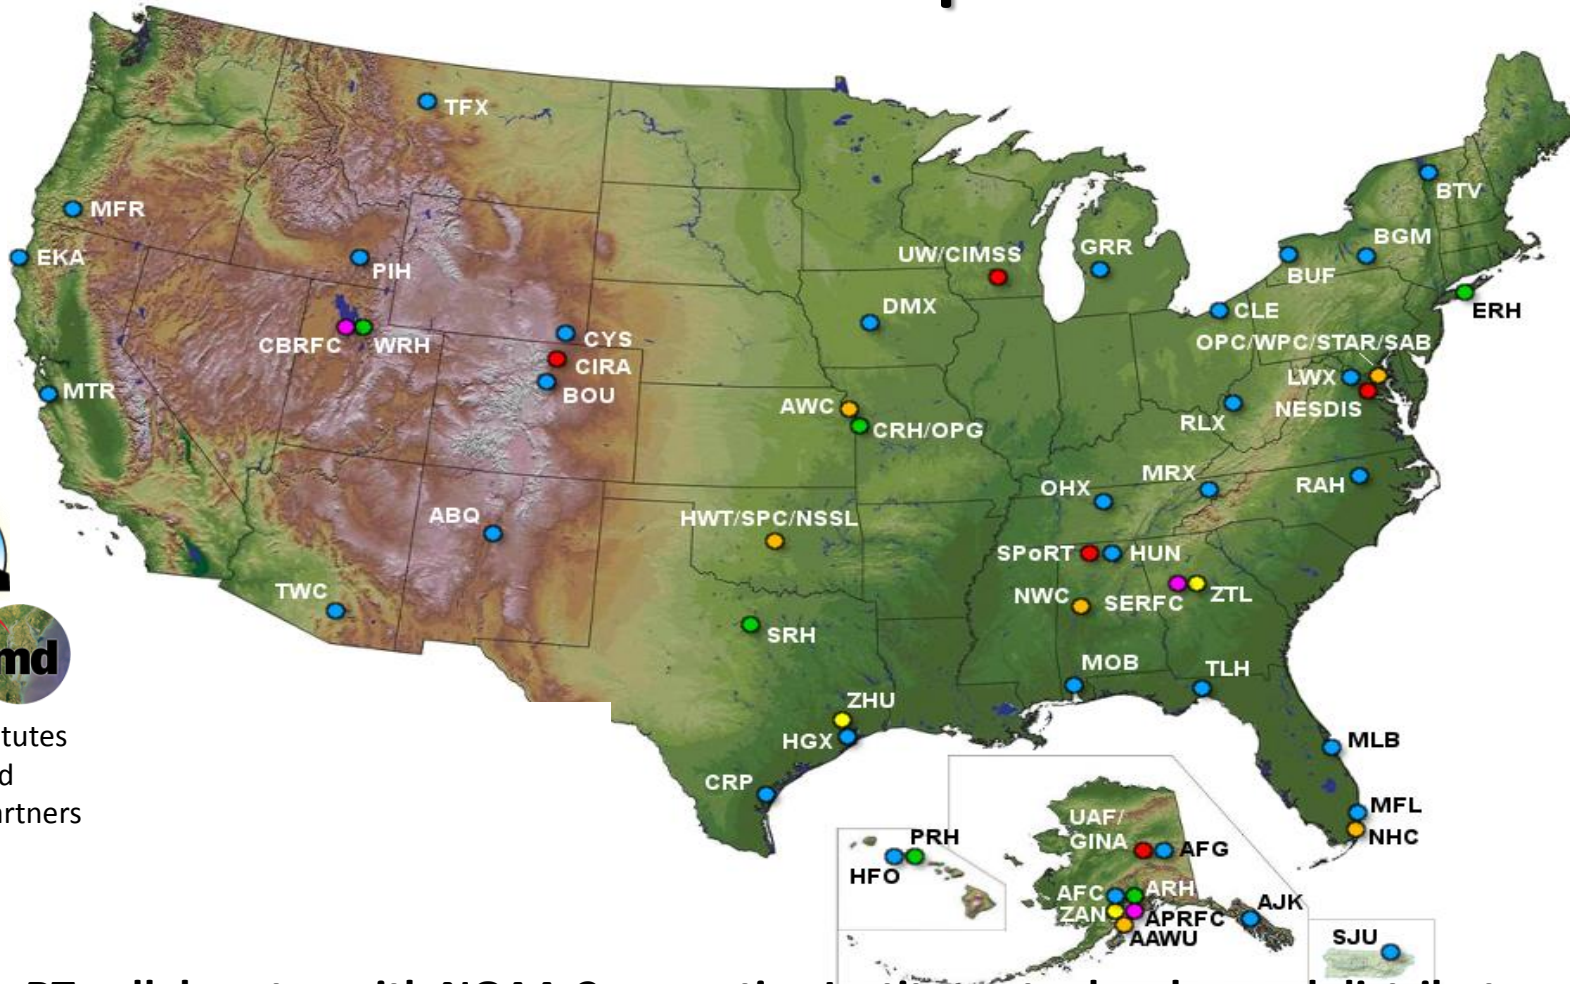 TFX
MFR
BTV
EKA
PIH
UW/CIMSS
GRR
BGM
BUF
DMX
CLE
ERH
CBRFC
WRH
CYS
OPC/WPC/STAR/SAB
CIRA
LWX
MTR
BOU
AWC
NESDIS
CRH/OPG
RLX
OHX
MRX
RAH
ABQ
HWT/SPC/NSSL
SPoRT
HUN
TWC
NWC
SERFC
ZTL
SRH
md
MOB
TLH
ZHU
tutes
HGX
MLB
d
CRP
artners
MFL
UAF/
GINA
PRH
NHC
AFG
HFO
AFC
ARH
ZAN
APRFC
AJK
AAWU
SJU